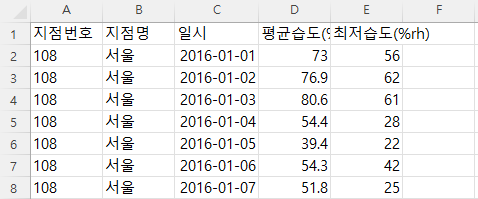 A B C D E F
1 지점번호 지점명 일시 평균습도(% 최저습도(%rh)
2 108 서울 2016-01-01 73 56
3 108 서울 2016-01-02 76.9 62
4 108 서울 2016-01-03 80.6 61
5 108 서울 2016-01-04 54.4 28
6 108 서울 2016-01-05 39.4 22
7 108 서울 2016-01-06 54.3 42
8 108 서울 2016-01-07 51.8 25